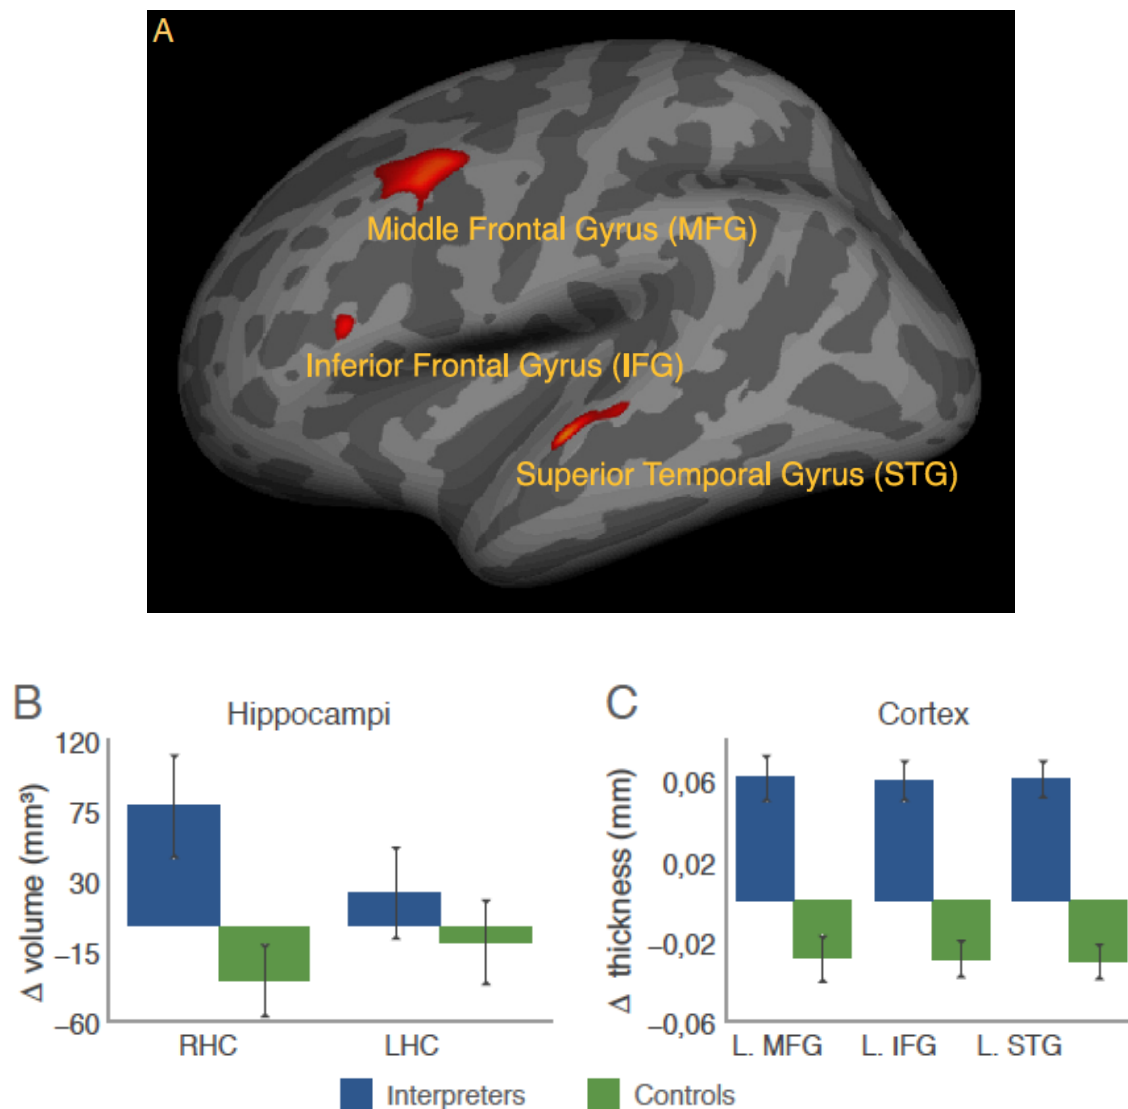 A
Middle Frontal Gyrus (MFG)
Inferior Frontal Gyrus (IFG)
Superior Temporal Gyrus (STG)
B
Hippocampi
Δ volume (mm³)
120
75
30
−15
−60
RHC
LHC
C
Cortex
Δ thickness (mm)
0,06
0,02
−0,02
−0,06
L. MFG
L. IFG
L. STG
Interpreters
Controls